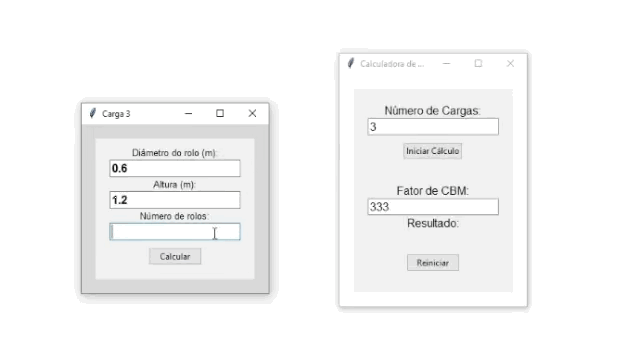 Carga 3
Diâmetro do rolo (m):
0.6
Altura (m):
1.2
Número de rolos:
Calcular
Calculadora de ...
Número de Cargas:
3
Iniciar Cálculo
Fator de CBM:
333
Resultado:
Reiniciar